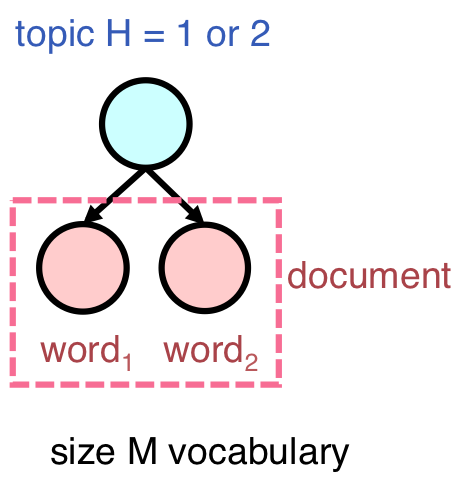 topic H = 1 or 2
document
word₁ word₂
size M vocabulary